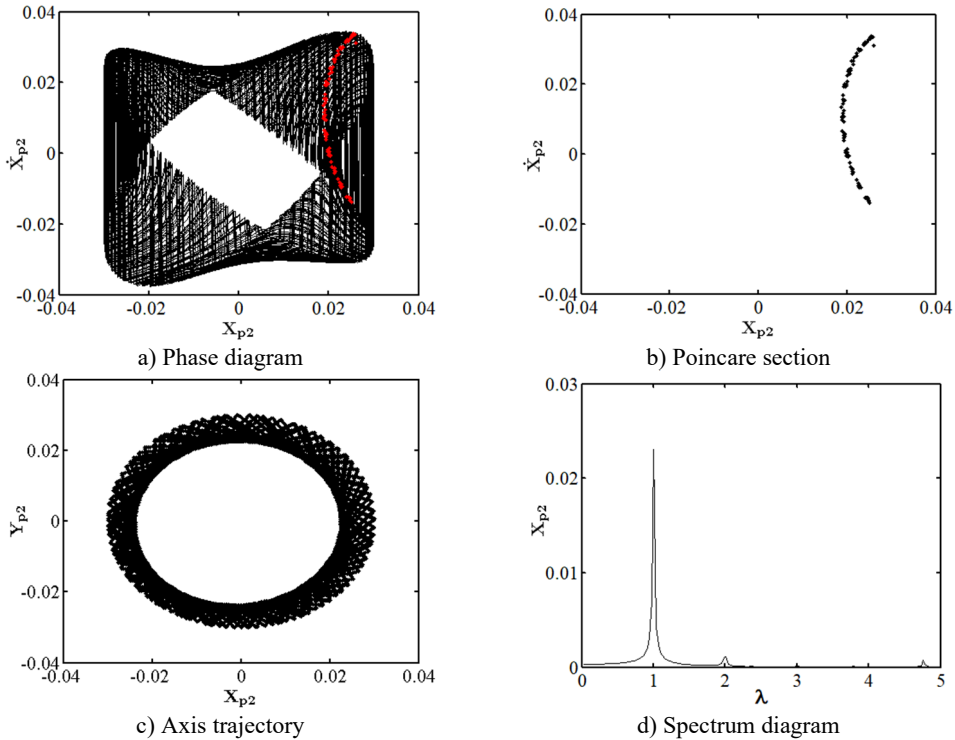 0.04
0.02
0
-0.02
-0.04
Ẋp2
-0.04 -0.02 0 0.02 0.04
Xp2
a) Phase diagram
0.04
0.02
0
-0.02
-0.04
Ẋp2
-0.04 -0.02 0 0.02 0.04
Xp2
b) Poincare section
0.04
0.02
0
-0.02
-0.04
Yp2
-0.04 -0.02 0 0.02 0.04
Xp2
c) Axis trajectory
0.03
0.02
0.01
0
Xp2
0 1 2 3 4 5
λ
d) Spectrum diagram